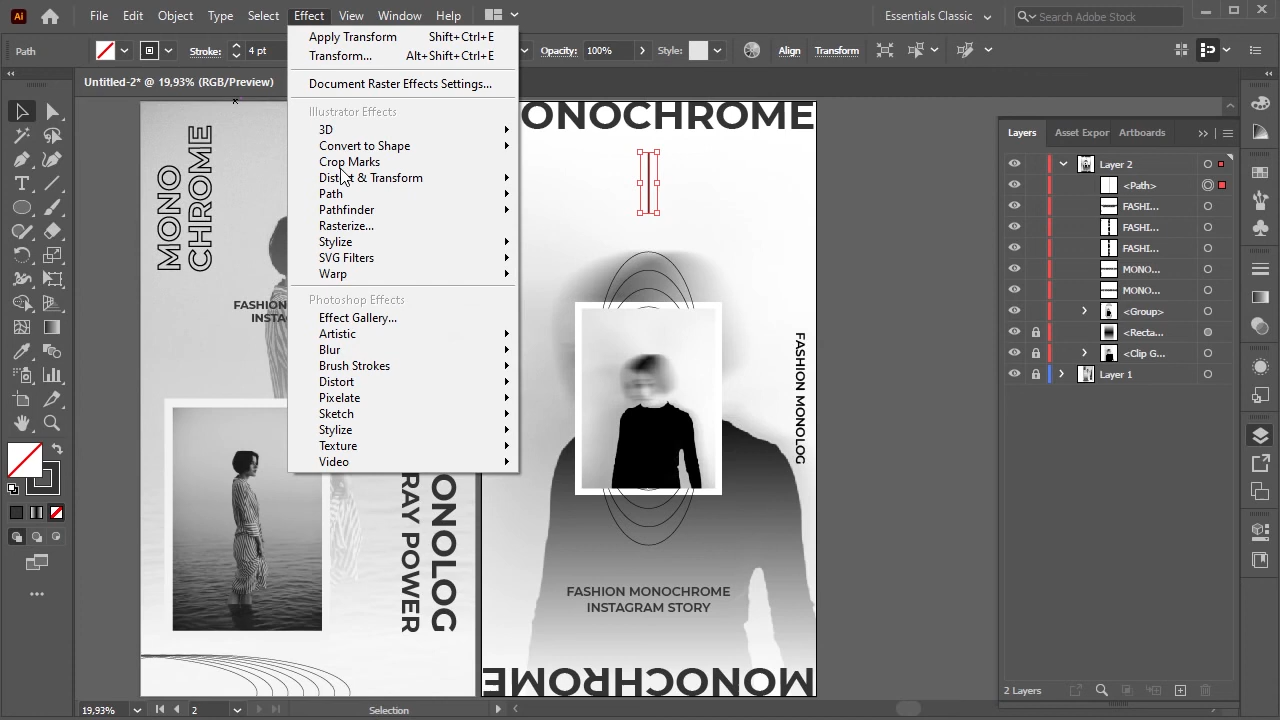 Ai
File
Edit
Object
Type
Select
Effect
View
Window
Help
Essentials Classic
Search Adobe Stock
Path
Stroke:
4 pt
Opacity:
100%
Style:
Align
Transform
Untitled-2* @ 19,93% (RGB/Preview)
Apply Transform Shift+Ctrl+E
Transform... Alt+Shift+Ctrl+E
Document Raster Effects Settings...
Illustrator Effects
3D
Convert to Shape
Crop Marks
Distort & Transform
Path
Pathfinder
Rasterize...
Stylize
SVG Filters
Warp
Photoshop Effects
Effect Gallery...
Artistic
Blur
Brush Strokes
Distort
Pixelate
Sketch
Stylize
Texture
Video
MONO
CHROME
FASHION
INSTA
ONOLOG
RAY POWER
ONOCHROME
FASHION MONOLOG
FASHION MONOCHROME
INSTAGRAM STORY
MONOCHROME
Layers
Asset Expor
Artboards
Layer 2
<Path>
FASHI...
FASHI...
FASHI...
MONO...
MONO...
<Group>
<Recta...
<Clip G...
Layer 1
2 Layers
19,93%
2
Selection